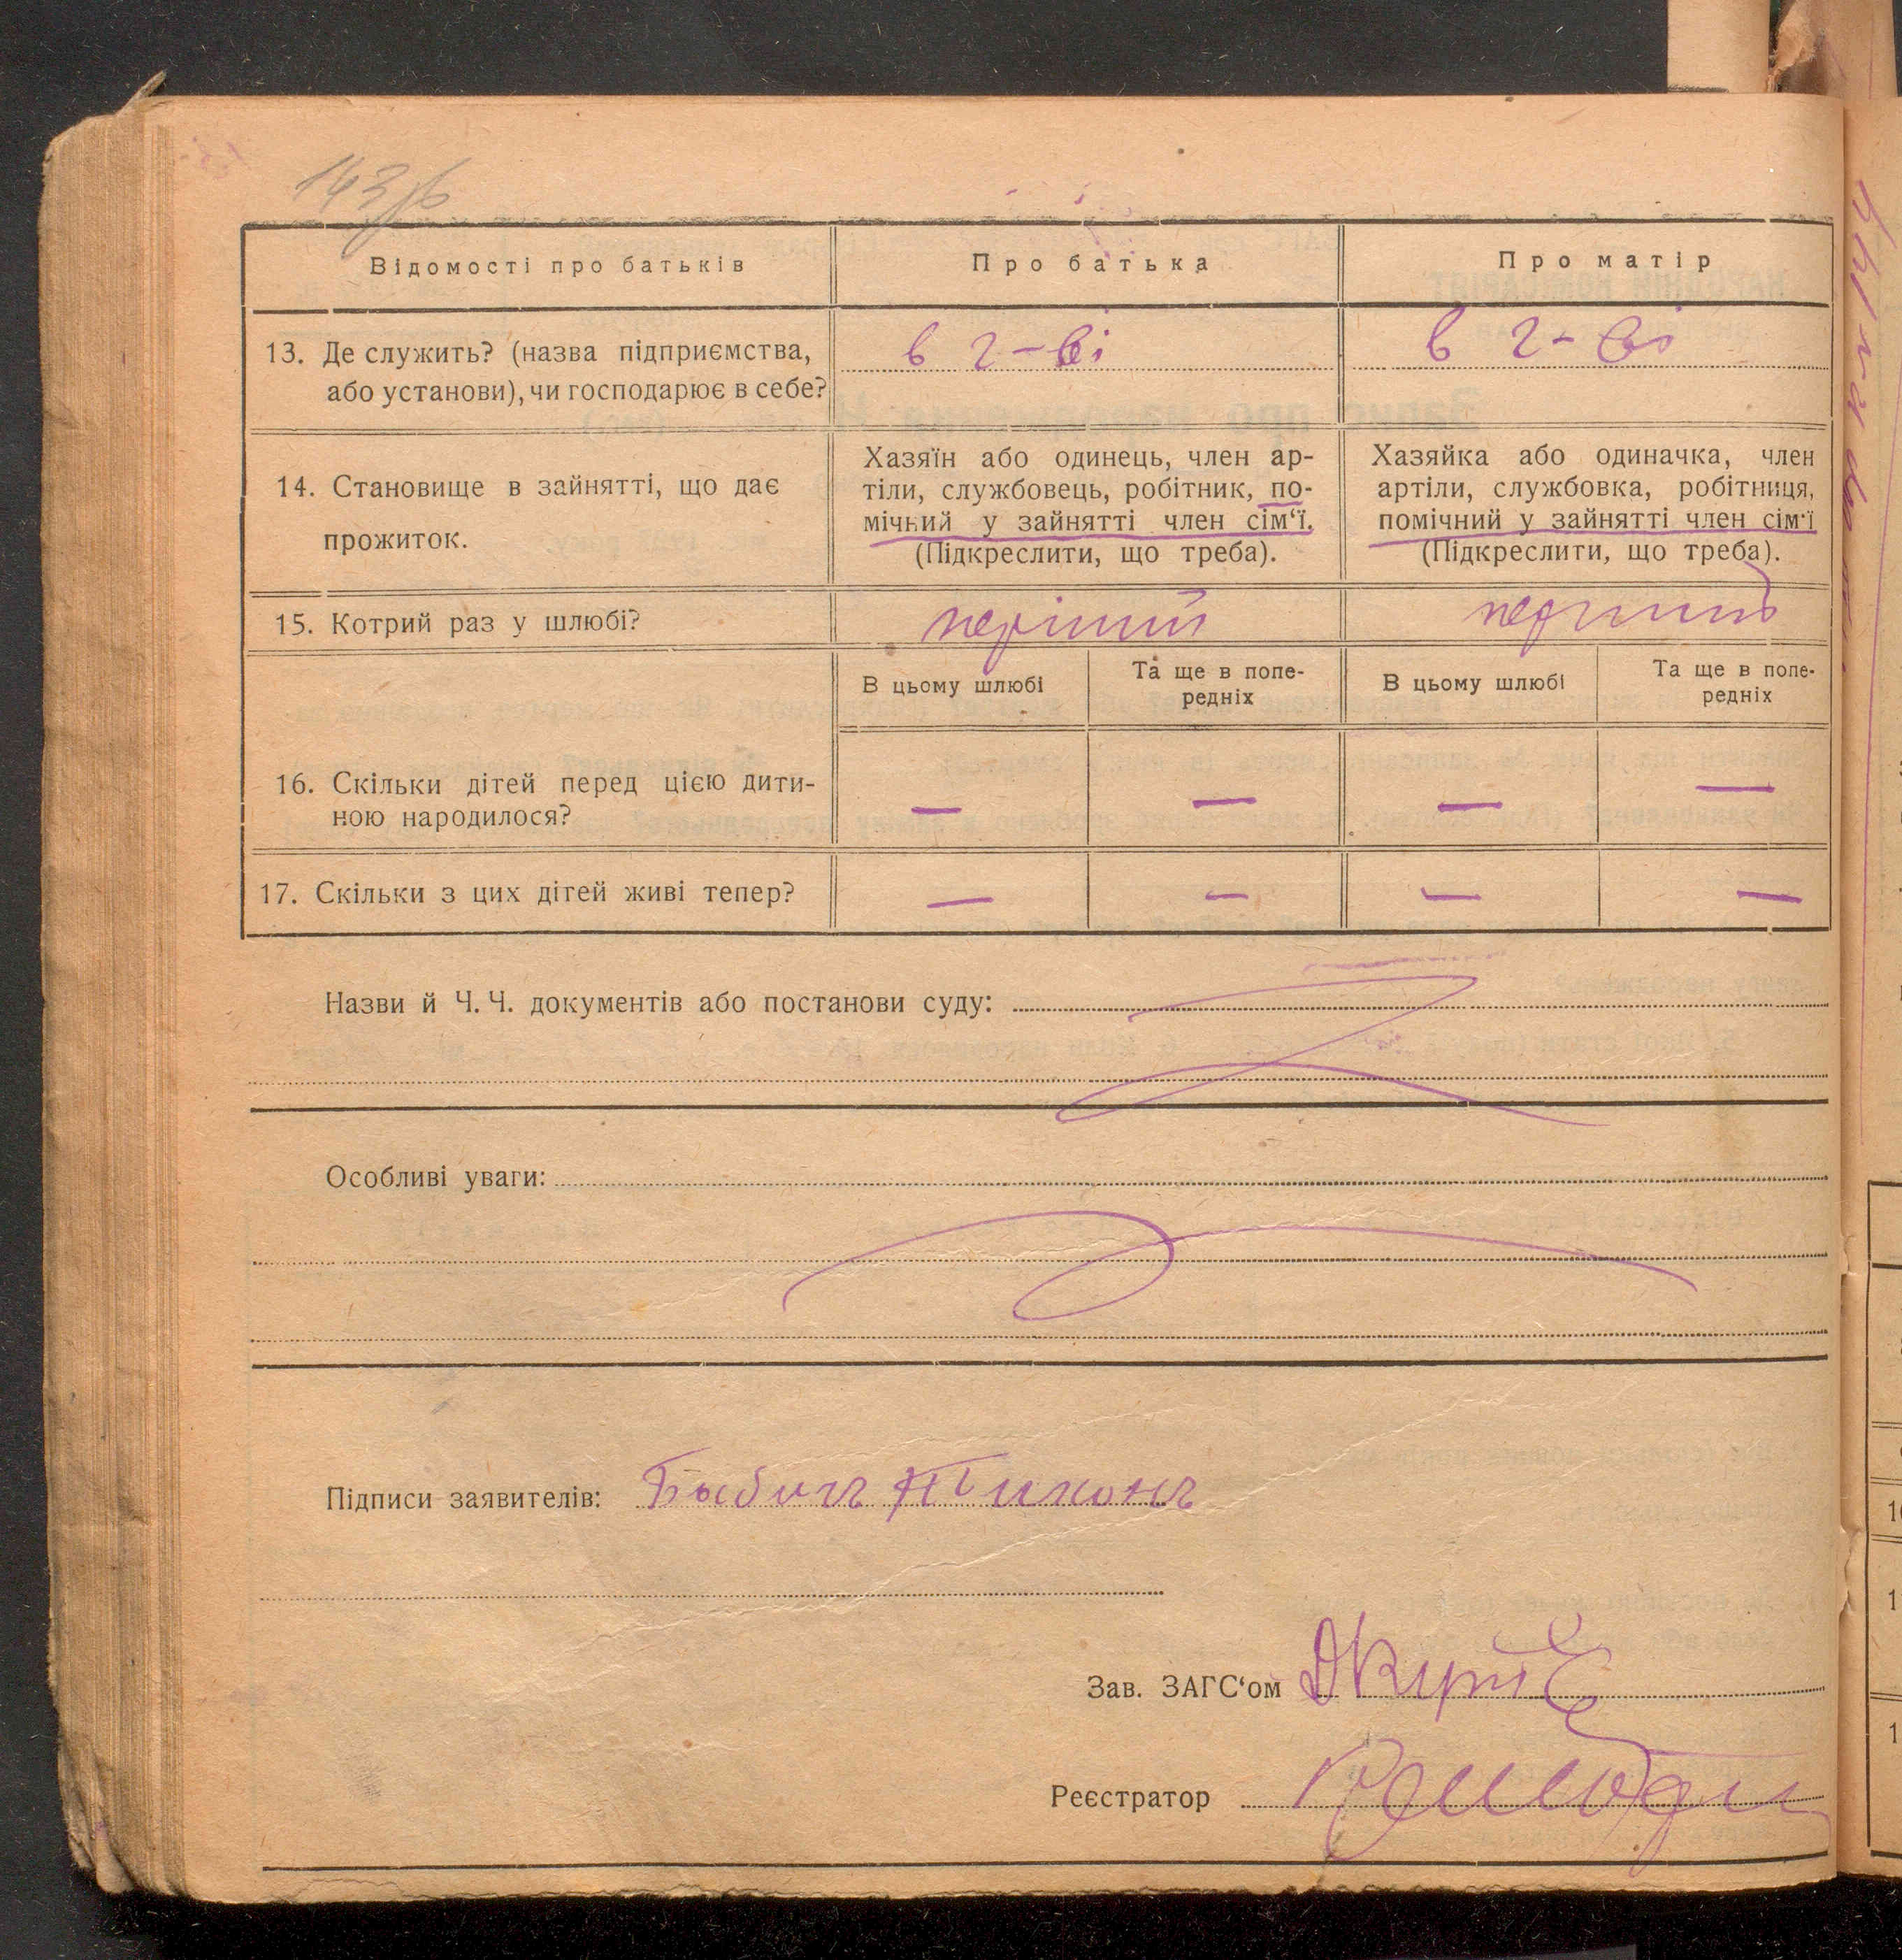 143зв
Відомості про батьків
Про батька
Про матір
13. Де служить? (назва підприємства,
або установи), чи господарює в себе?
в г-ві
в г-ві
14. Становище в зайнятті, що дає
прожиток.
Хазяїн або одинець, член ар-
тіли, службовець, робітник, по-
мічний у зайнятті член сім‘ї.
(Підкреслити, що треба).
Хазяйка або одиначка, член
артіли, службовка, робітниця,
помічний у зайнятті член сім‘ї
(Підкреслити, що треба).
15. Котрий раз у шлюбі?
перший
перший
В цьому шлюбі
Та ще в попе-
редніх
В цьому шлюбі
Та ще в попе-
редніх
16. Скільки дітей перед цією дити-
ною народилося?
— — — —
17. Скільки з цих дітей живі тепер?
— — — —
Назви й Ч. Ч. документів або постанови суду:
Особливі уваги:
Підписи заявителів: Бабичъ Тихонъ
Зав. ЗАГС‘ом
Реєстратор